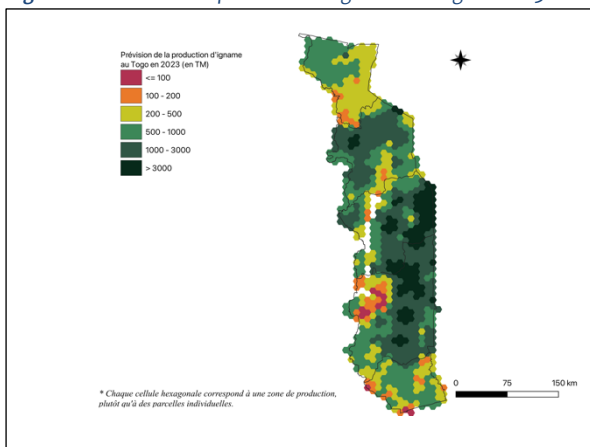 Prévision de la production d'igname
au Togo en 2023 (en TM)
<= 100
100 - 200
200 - 500
500 - 1000
1000 - 3000
> 3000
* Chaque cellule hexagonale correspond à une zone de production,
plutôt qu'à des parcelles individuelles.
0 75 150 km